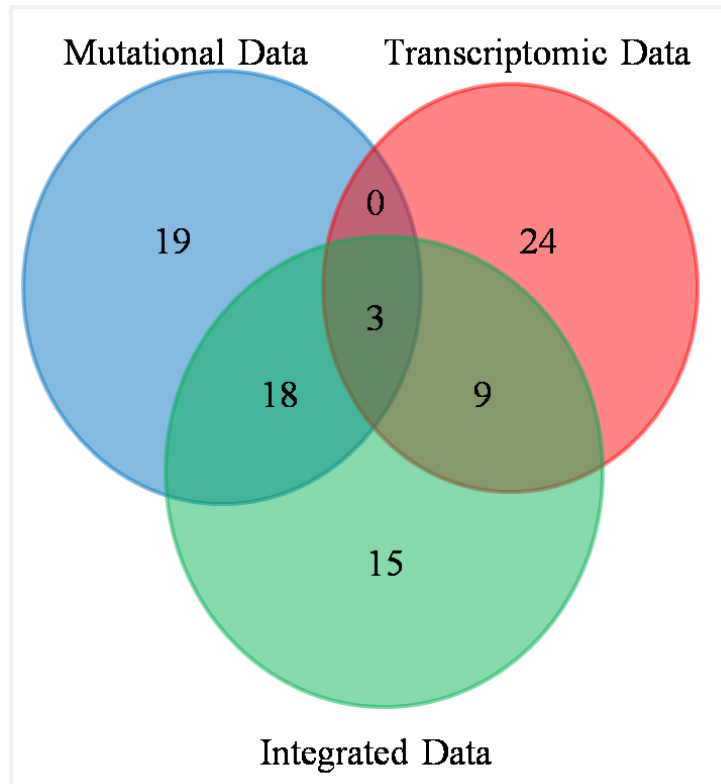 Mutational Data
Transcriptomic Data
0
19
24
3
18
9
15
Integrated Data